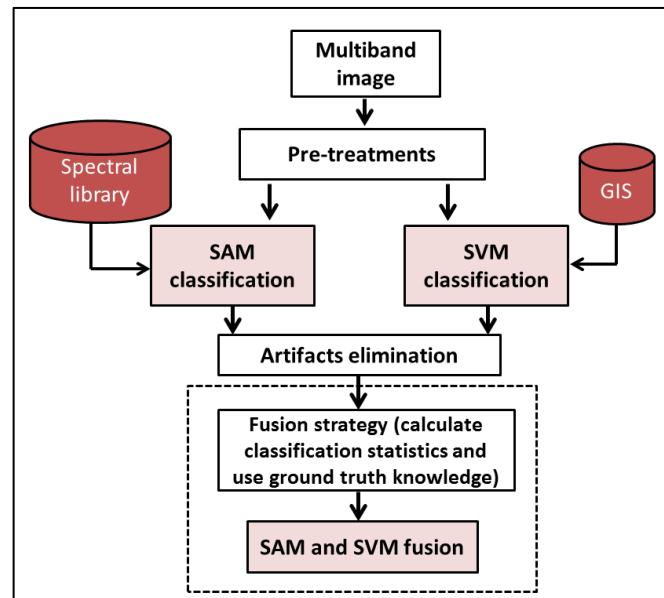 Multiband
image
Pre-treatments
Spectral
library
GIS
SAM
classification
SVM
classification
Artifacts elimination
Fusion strategy (calculate
classification statistics and
use ground truth knowledge)
SAM and SVM fusion